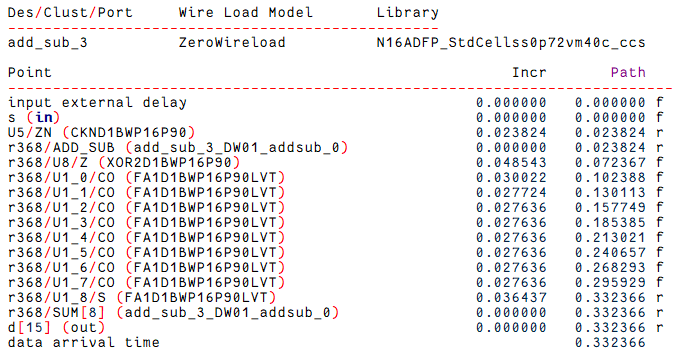 Des/Clust/Port     Wire Load Model       Library
------------------------------------------------
add_sub_3          ZeroWireload          N16ADFP_StdCellss0p72vm40c_ccs
Point                                                   Incr       Path
--------------------------------------------------------------------------
input external delay                                0.000000   0.000000 f
s (in)                                              0.000000   0.000000 f
U5/ZN (CKND1BWP16P90)                               0.023824   0.023824 r
r368/ADD_SUB (add_sub_3_DW01_addsub_0)              0.000000   0.023824 r
r368/U8/Z (XOR2D1BWP16P90)                          0.048543   0.072367 f
r368/U1_0/CO (FA1D1BWP16P90LVT)                     0.030022   0.102388 f
r368/U1_1/CO (FA1D1BWP16P90LVT)                     0.027724   0.130113 f
r368/U1_2/CO (FA1D1BWP16P90LVT)                     0.027636   0.157749 f
r368/U1_3/CO (FA1D1BWP16P90LVT)                     0.027636   0.185385 f
r368/U1_4/CO (FA1D1BWP16P90LVT)                     0.027636   0.213021 f
r368/U1_5/CO (FA1D1BWP16P90LVT)                     0.027636   0.240657 f
r368/U1_6/CO (FA1D1BWP16P90LVT)                     0.027636   0.268293 f
r368/U1_7/CO (FA1D1BWP16P90LVT)                     0.027636   0.295929 f
r368/U1_8/S (FA1D1BWP16P90LVT)                      0.036437   0.332366 r
r368/SUM[8] (add_sub_3_DW01_addsub_0)               0.000000   0.332366 r
d[15] (out)                                         0.000000   0.332366 r
data arrival time                                              0.332366